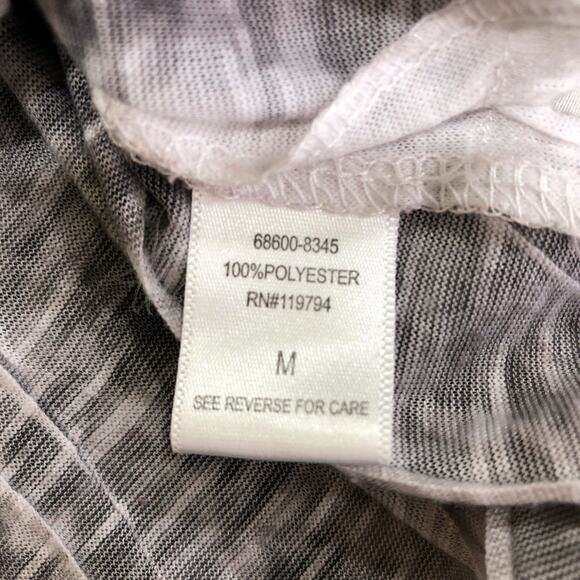 68600-8345
100%POLYESTER
RN#119794
M
SEE REVERSE FOR CARE